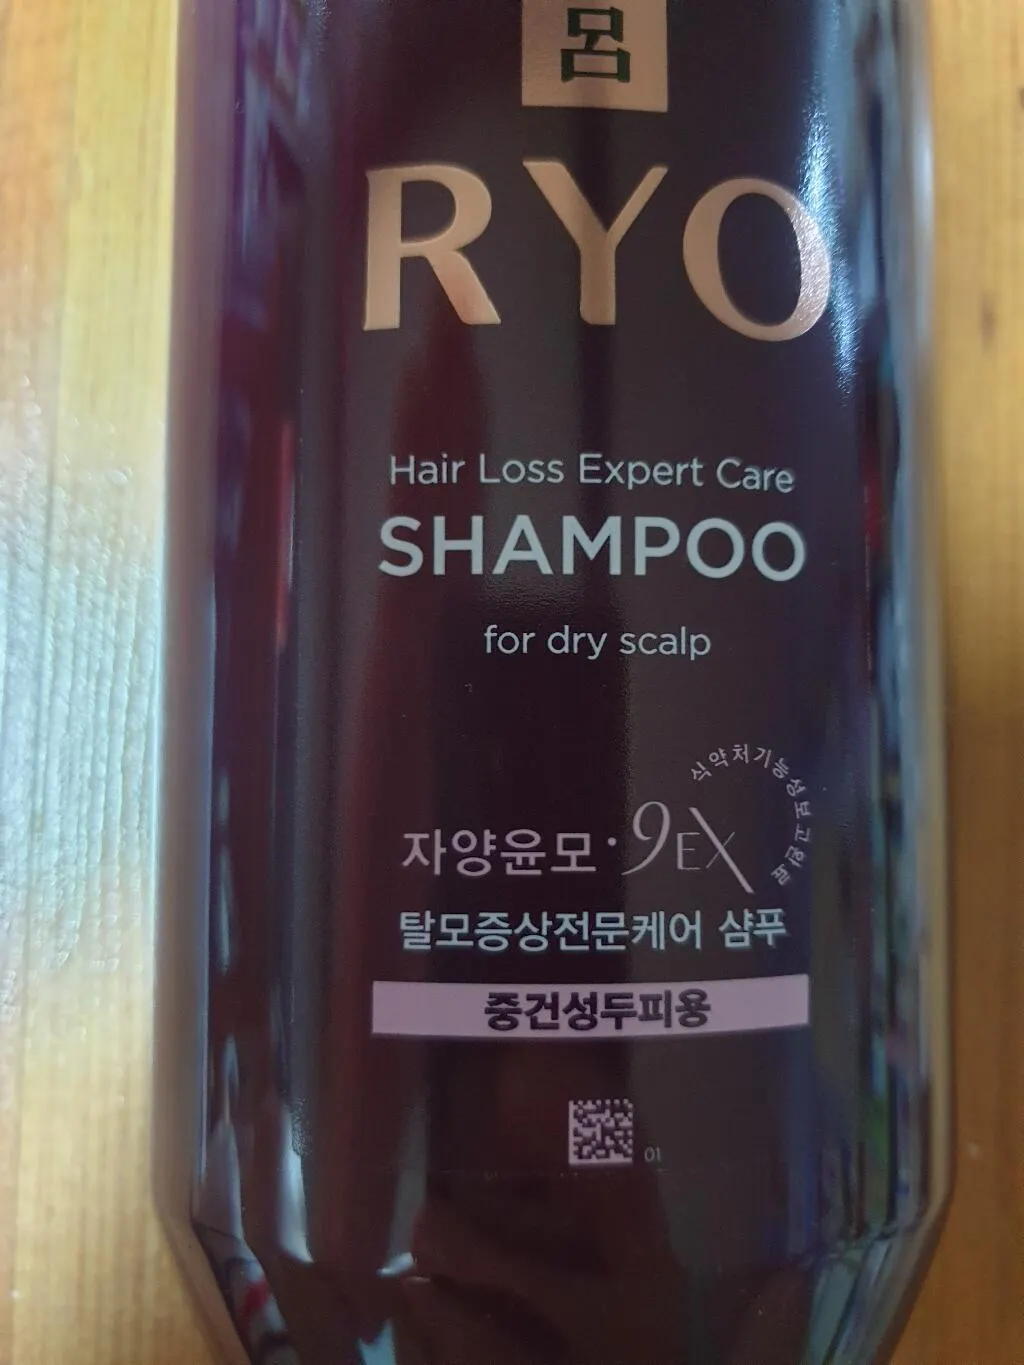 呂
RYO
Hair Loss Expert Care
SHAMPOO
for dry scalp
식약처기능성보고완료
자양윤모·9EX
탈모증상전문케어 샴푸
중건성두피용
01